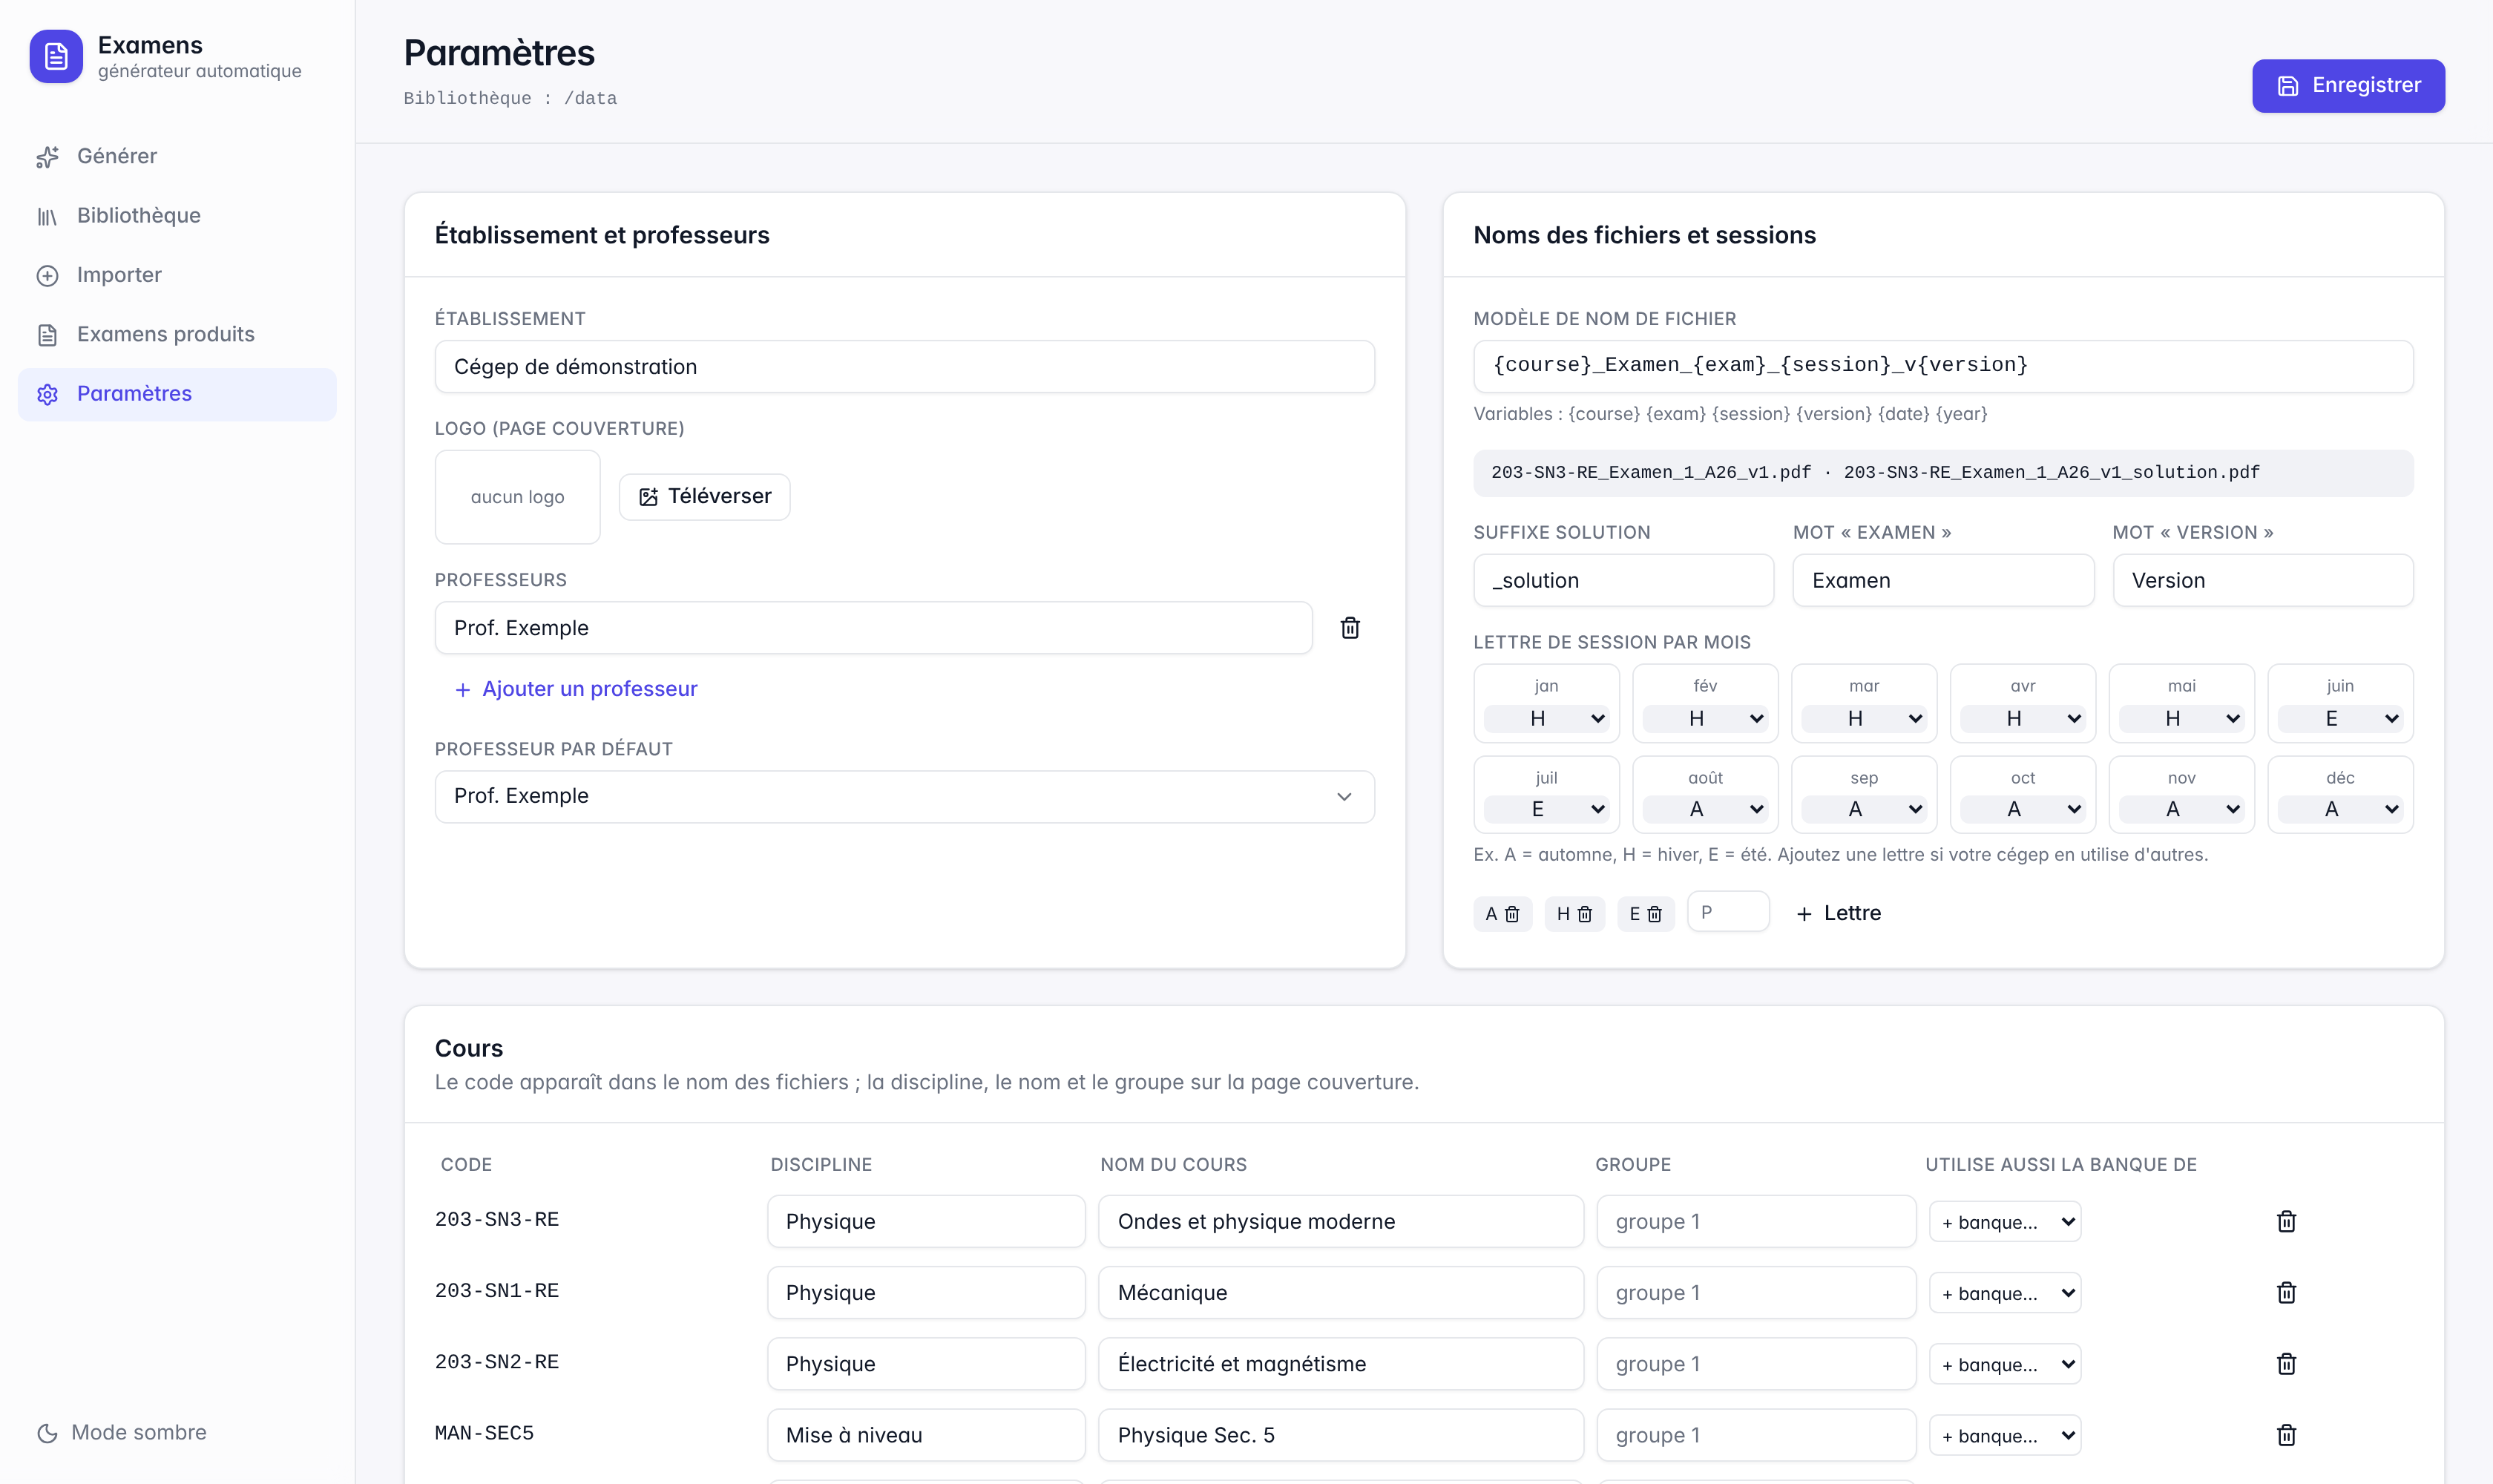 Examens
générateur automatique
Générer
Bibliothèque
Importer
Examens produits
Paramètres
Mode sombre
Paramètres
Bibliothèque : /data
Enregistrer
Établissement et professeurs
ÉTABLISSEMENT
Cégep de démonstration
LOGO (PAGE COUVERTURE)
aucun logo
Téléverser
PROFESSEURS
Prof. Exemple
+ Ajouter un professeur
PROFESSEUR PAR DÉFAUT
Prof. Exemple
Noms des fichiers et sessions
MODÈLE DE NOM DE FICHIER
{course}_Examen_{exam}_{session}_v{version}
Variables : {course} {exam} {session} {version} {date} {year}
203-SN3-RE_Examen_1_A26_v1.pdf · 203-SN3-RE_Examen_1_A26_v1_solution.pdf
SUFFIXE SOLUTION MOT « EXAMEN » MOT « VERSION »
_solution Examen Version
LETTRE DE SESSION PAR MOIS
jan fév mar avr mai juin
H H H H H E
juil août sep oct nov déc
E A A A A A
Ex. A = automne, H = hiver, E = été. Ajoutez une lettre si votre cégep en utilise d'autres.
A H E P + Lettre
Cours
Le code apparaît dans le nom des fichiers ; la discipline, le nom et le groupe sur la page couverture.
CODE DISCIPLINE NOM DU COURS GROUPE UTILISE AUSSI LA BANQUE DE
203-SN3-RE Physique Ondes et physique moderne groupe 1 + banque...
203-SN1-RE Physique Mécanique groupe 1 + banque...
203-SN2-RE Physique Électricité et magnétisme groupe 1 + banque...
MAN-SEC5 Mise à niveau Physique Sec. 5 groupe 1 + banque...